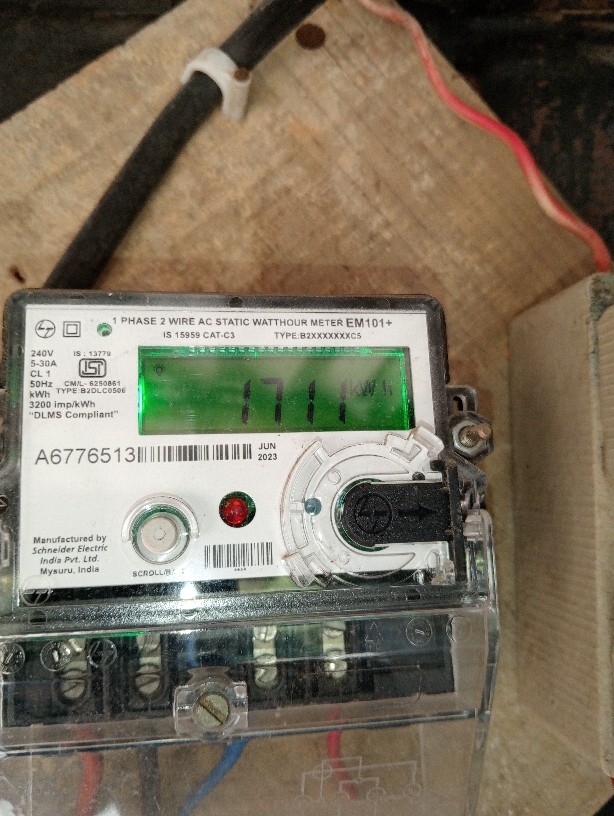 1 PHASE 2 WIRE AC STATIC WATTHOUR METER EM101+
IS 15959 CAT-C3 TYPE:B2XXXXXXXC5
240V IS : 13779
5-30A
CL 1
50Hz CM/L- 6250861
kWh TYPE:B2DLC0506
3200 imp/kWh
"DLMS Compliant"
1711 kWh
A6776513
JUN
2023
Manufactured by
Schneider Electric
India Pvt. Ltd.
Mysuru, India